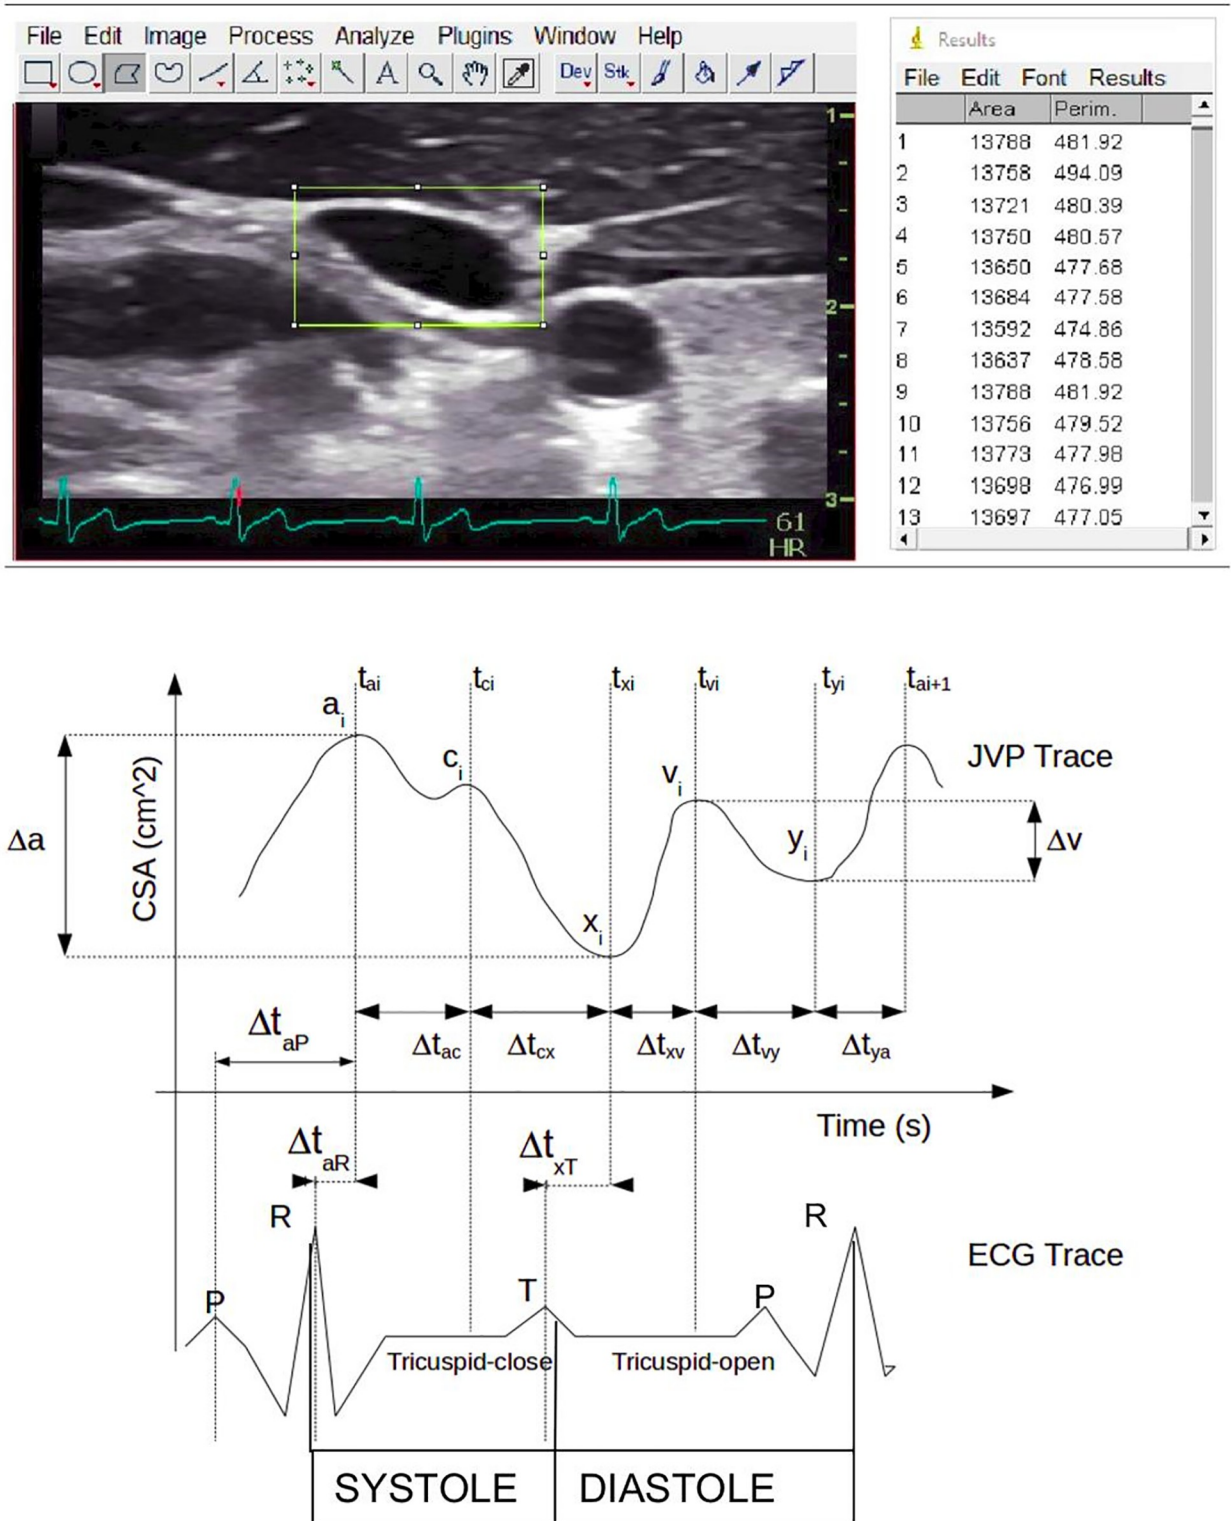 File Edit Image Process Analyze Plugins Window Help
A Dev Stk
1
2
3
61
HR
Results
File Edit Font Results
Area Perim.
1 13788 481.92
2 13758 494.09
3 13721 480.39
4 13750 480.57
5 13650 477.68
6 13684 477.58
7 13592 474.86
8 13637 478.58
9 13788 481.92
10 13756 479.52
11 13773 477.98
12 13698 476.99
13 13697 477.05
tai tci txi tvi tyi tai+1
ai
ci
vi
yi
xi
JVP Trace
CSA (cm^2)
Δa
Δv
ΔtaP
Δtac Δtcx Δtxv Δtvy Δtya
Time (s)
ΔtaR
ΔtxT
R R
ECG Trace
P T P
Tricuspid-close Tricuspid-open
SYSTOLE DIASTOLE